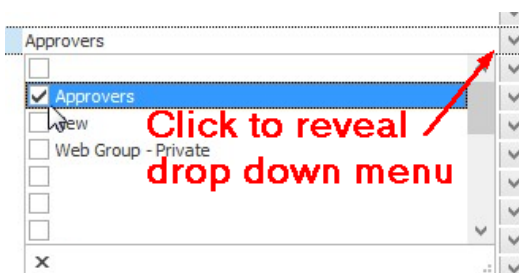 Approvers
Approvers
Click to reveal
Web Group - Private
drop down menu